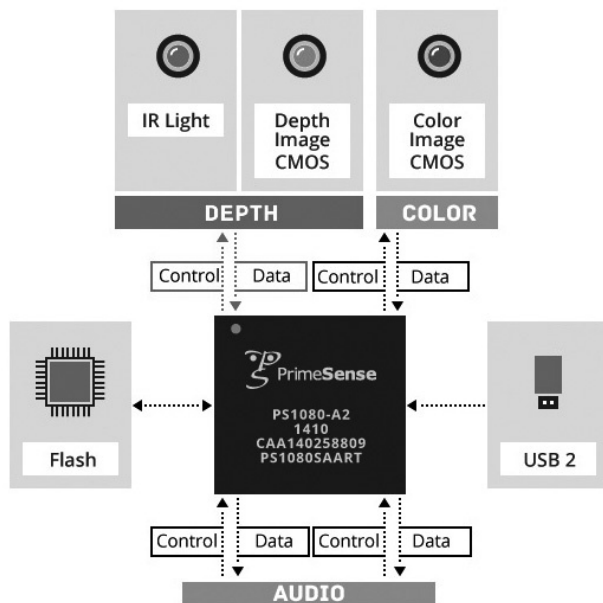 IR Light
Depth
Image
CMOS
Color
Image
CMOS
DEPTH
COLOR
Control
Data
Control
Data
PrimeSense
PS1080-A2
1410
CAA140258809
PS1080SAART
Flash
USB 2
Control
Data
Control
Data
AUDIO